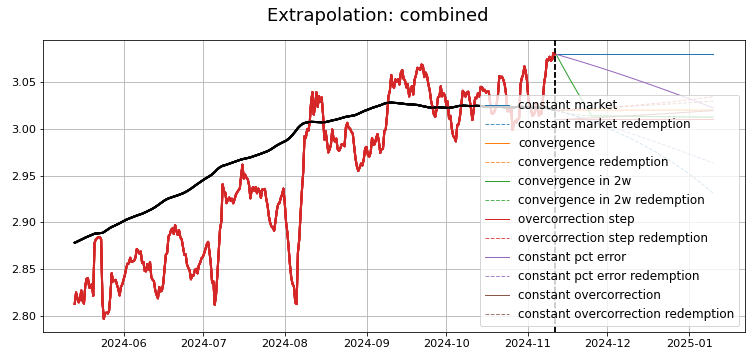 Extrapolation: combined
3.05
3.00
2.95
2.90
2.85
2.80
constant market
constant market redemption
convergence
convergence redemption
convergence in 2w
convergence in 2w redemption
overcorrection step
overcorrection step redemption
constant pct error
constant pct error redemption
constant overcorrection
constant overcorrection redemption
2024-06 2024-07 2024-08 2024-09 2024-10 2024-11 2024-12 2025-01